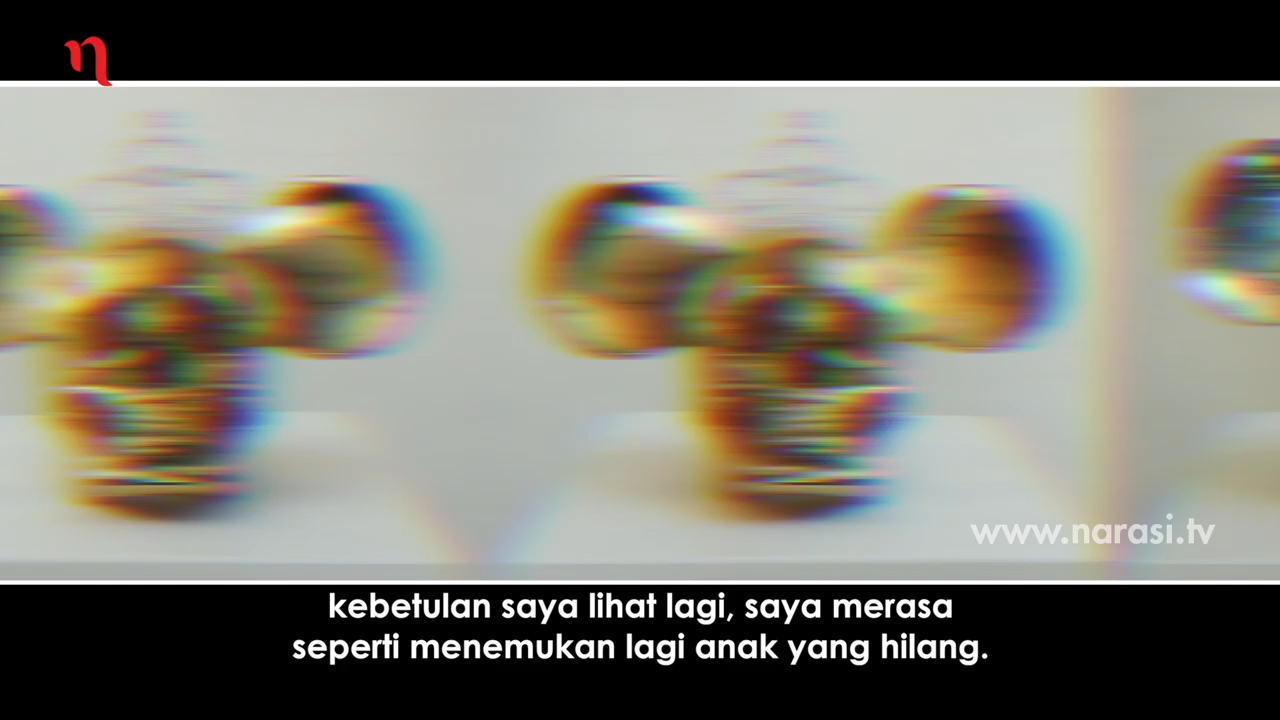 η
www.narasi.tv
kebetulan saya lihat lagi, saya merasa
seperti menemukan lagi anak yang hilang.